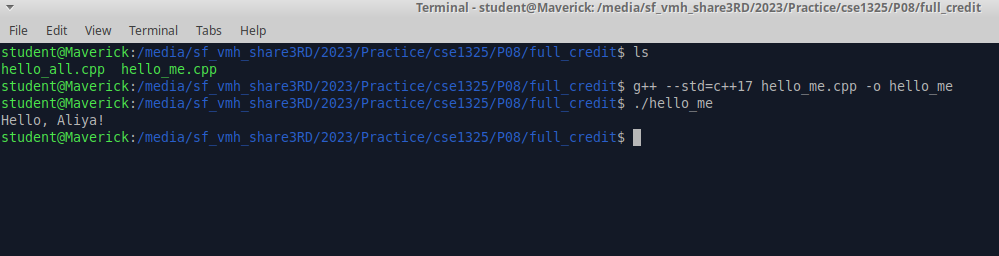 Terminal - student@Maverick: /media/sf_vmh_share3RD/2023/Practice/cse1325/P08/full_credit
File Edit View Terminal Tabs Help
student@Maverick:/media/sf_vmh_share3RD/2023/Practice/cse1325/P08/full_credit$ ls
hello_all.cpp  hello_me.cpp
student@Maverick:/media/sf_vmh_share3RD/2023/Practice/cse1325/P08/full_credit$ g++ --std=c++17 hello_me.cpp -o hello_me
student@Maverick:/media/sf_vmh_share3RD/2023/Practice/cse1325/P08/full_credit$ ./hello_me
Hello, Aliya!
student@Maverick:/media/sf_vmh_share3RD/2023/Practice/cse1325/P08/full_credit$